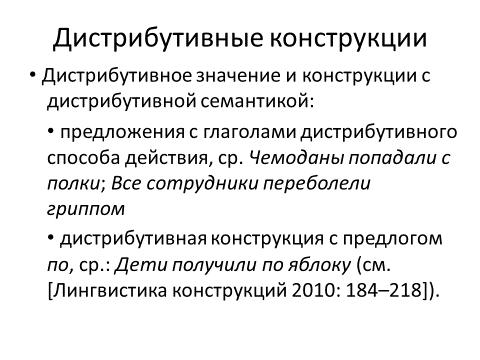 Дистрибутивные конструкции
• Дистрибутивное значение и конструкции с
дистрибутивной семантикой:
• предложения с глаголами дистрибутивного
способа действия, ср. Чемоданы попадали с
полки; Все сотрудники переболели
гриппом
• дистрибутивная конструкция с предлогом
по, ср.: Дети получили по яблоку (см.
[Лингвистика конструкций 2010: 184–218]).